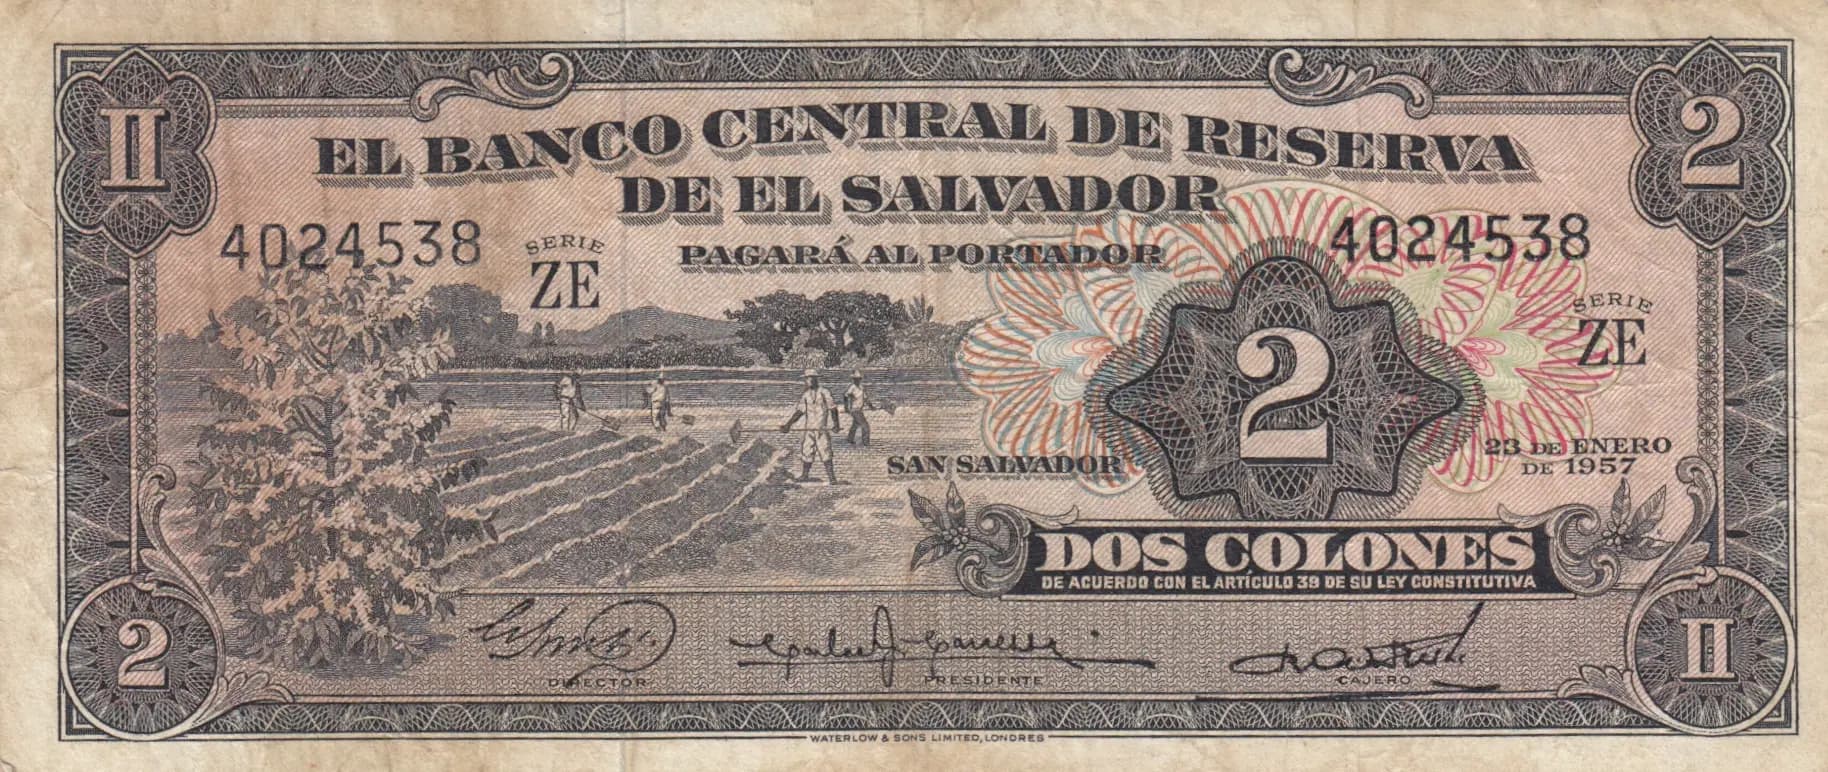 II
2
EL BANCO CENTRAL DE RESERVA
DE EL SALVADOR
4024538
SERIE
ZE
PAGARÁ AL PORTADOR
4024538
SERIE
ZE
2
SAN SALVADOR
23 DE ENERO
DE 1957
DOS COLONES
DE ACUERDO CON EL ARTÍCULO 39 DE SU LEY CONSTITUTIVA
2
DIRECTOR
PRESIDENTE
CAJERO
II
WATERLOW & SONS LIMITED, LONDRES